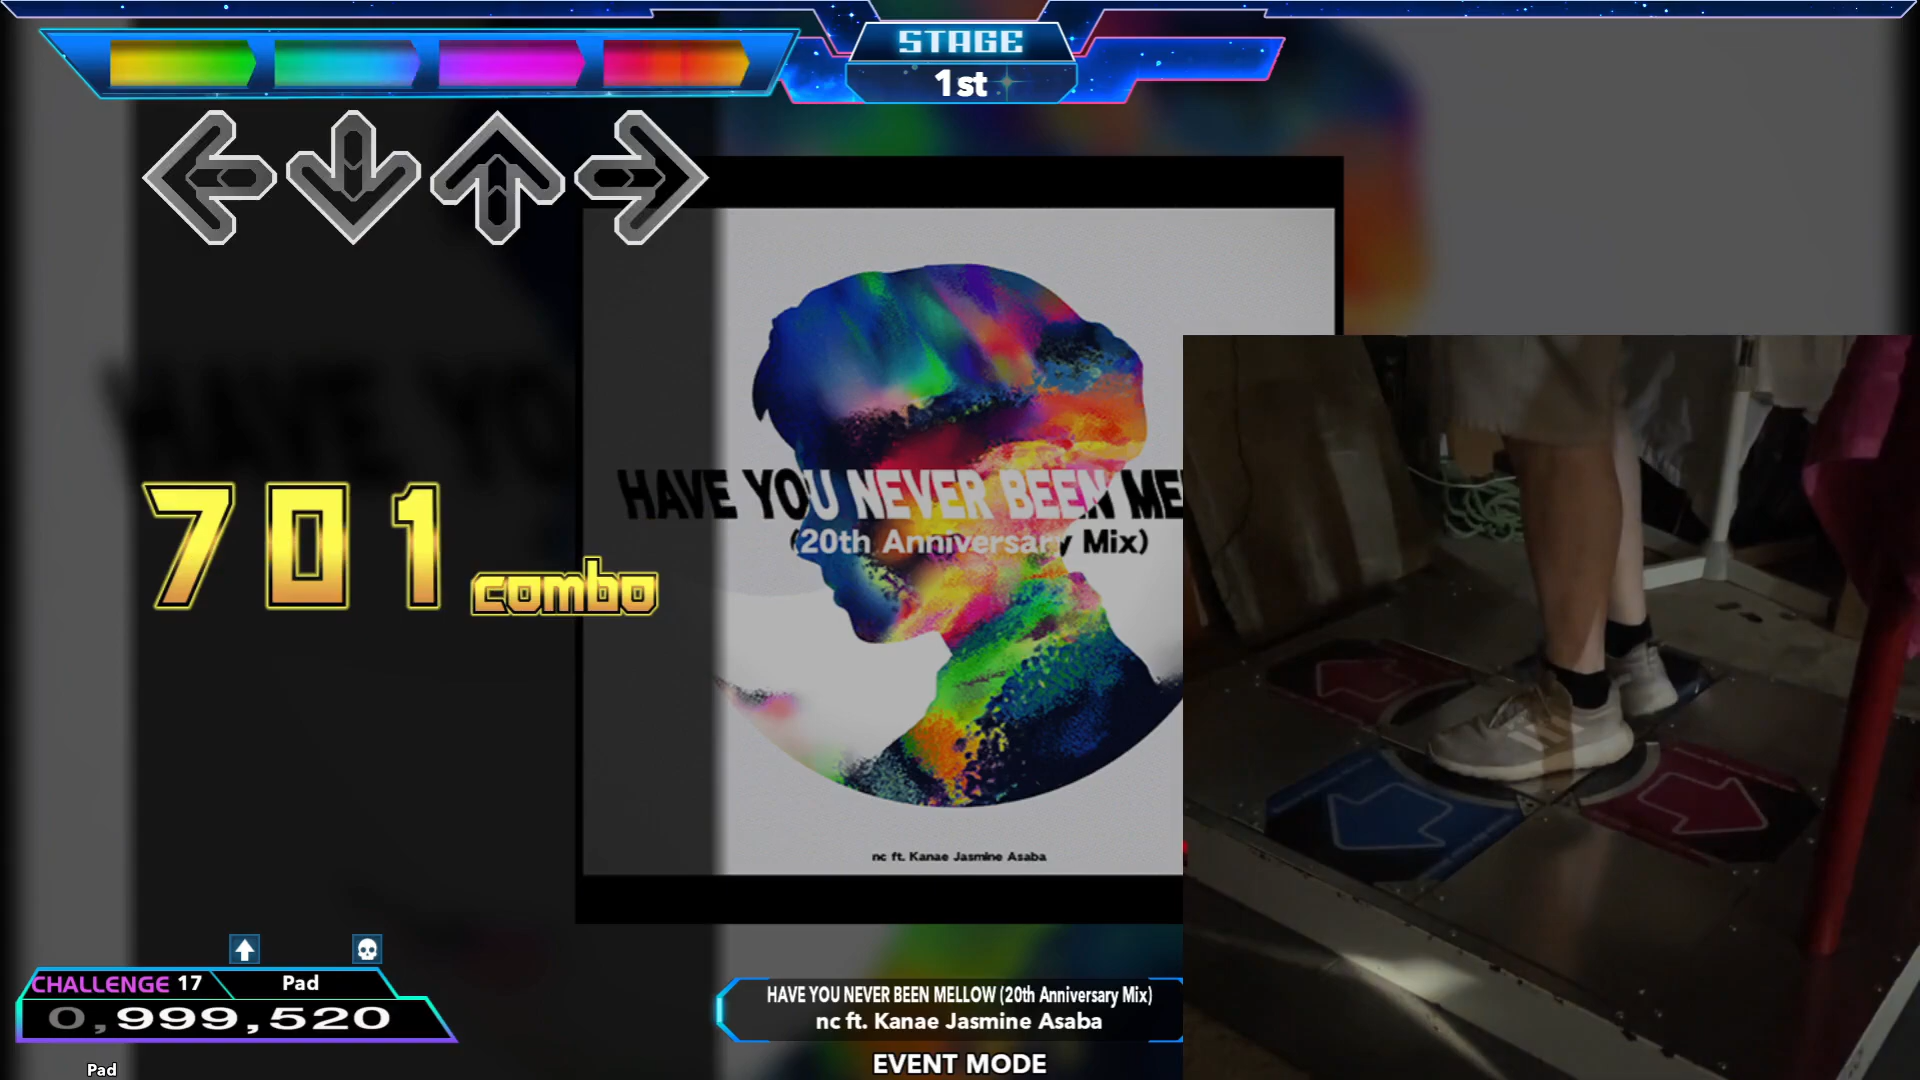 STAGE
1st
HAVE YO
HAVE YOU NEVER BEEN ME
(20th Anniversary Mix)
701 combo
nc ft. Kanae Jasmine Asaba
CHALLENGE 17 Pad
0,999,520
HAVE YOU NEVER BEEN MELLOW (20th Anniversary Mix)
nc ft. Kanae Jasmine Asaba
EVENT MODE
Pad